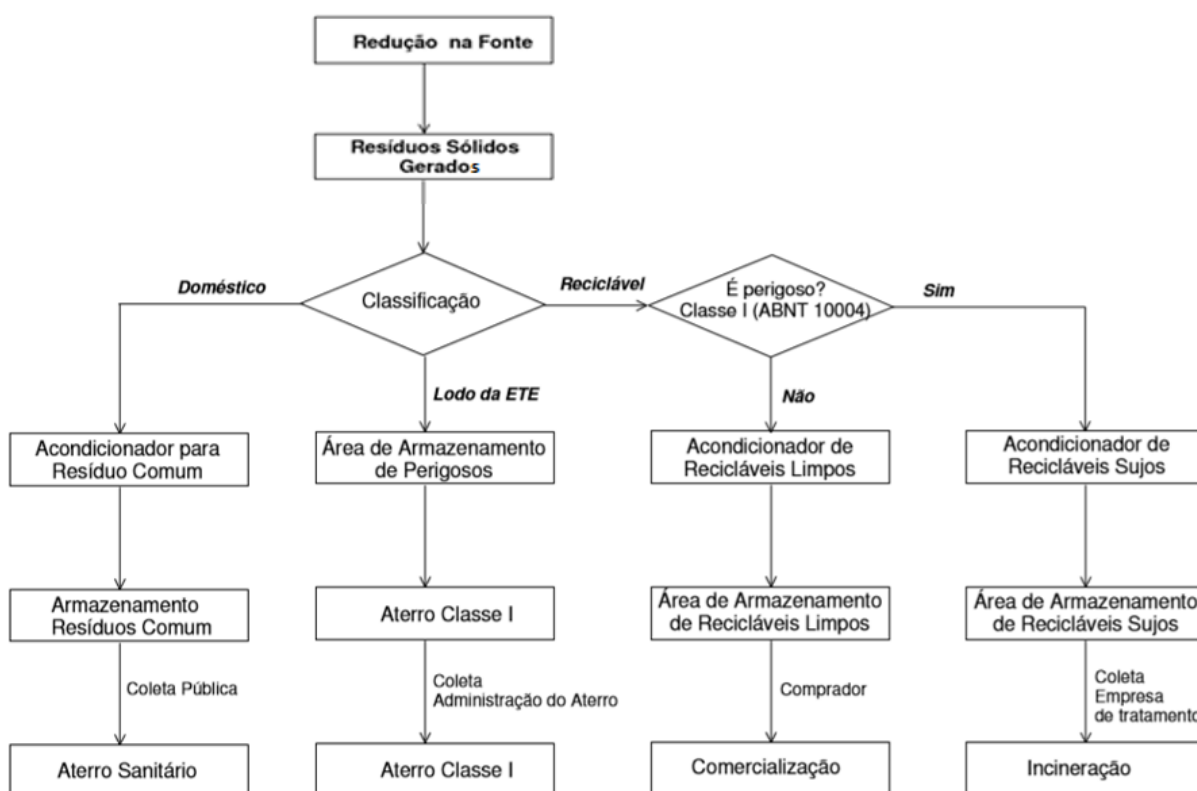 Redução na Fonte
Resíduos Sólidos
Gerados
Doméstico
Classificação
Reciclável
É perigoso?
Classe I (ABNT 10004)
Sim
Lodo da ETE
Não
Acondicionador para
Resíduo Comum
Área de Armazenamento
de Perigosos
Acondicionador de
Recicláveis Limpos
Acondicionador de
Recicláveis Sujos
Armazenamento
Resíduos Comum
Aterro Classe I
Área de Armazenamento
de Recicláveis Limpos
Área de Armazenamento
de Recicláveis Sujos
Coleta Pública
Coleta
Administração do Aterro
Comprador
Coleta
Empresa
de tratamento
Aterro Sanitário
Aterro Classe I
Comercialização
Incineração